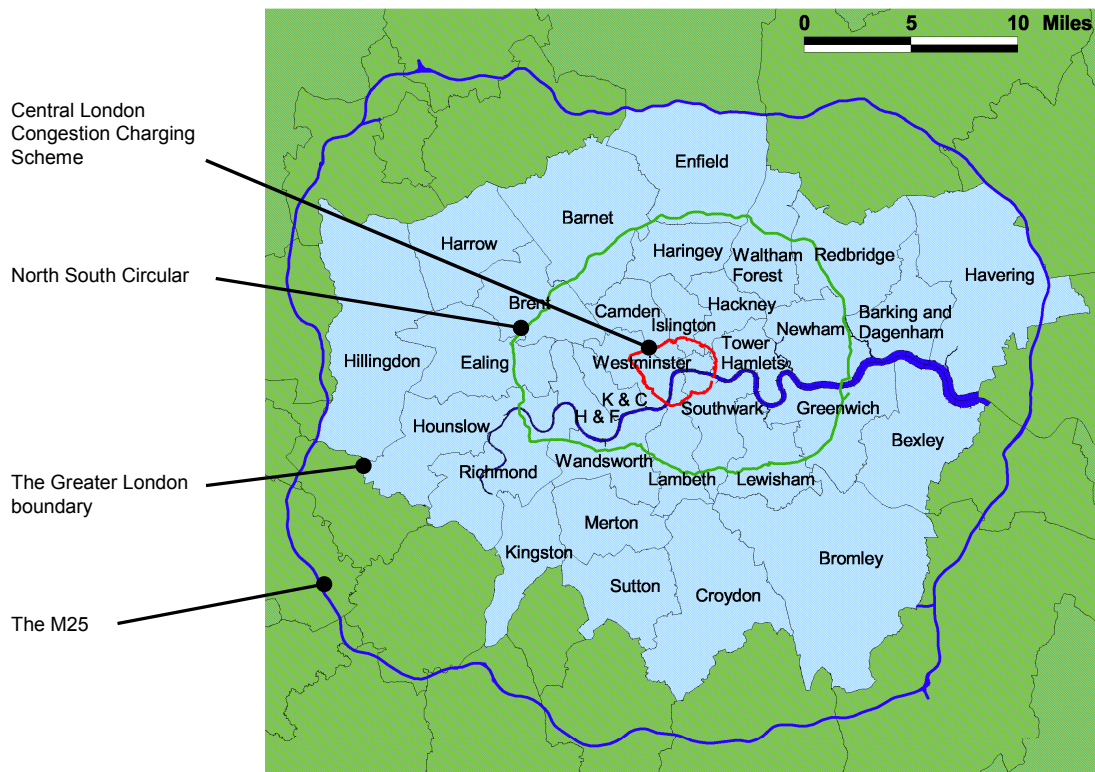 0 5 10 Miles
Central London
Congestion Charging
Scheme
North South Circular
The Greater London
boundary
The M25
Enfield
Barnet
Harrow
Haringey
Waltham
Forest
Redbridge
Havering
Brent
Camden
Hackney
Islington
Newham
Barking and
Dagenham
Hillingdon
Ealing
Westminster
Tower
Hamlets
K & C
H & F
Southwark
Greenwich
Hounslow
Bexley
Richmond
Wandsworth
Lambeth
Lewisham
Merton
Kingston
Bromley
Sutton
Croydon